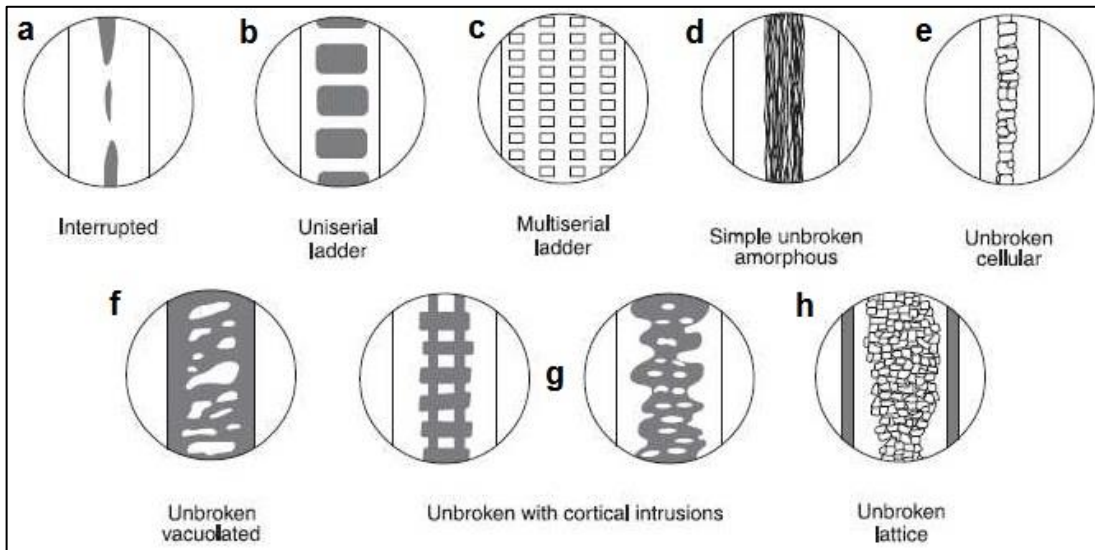 a
b
c
d
e
Interrupted
Uniserial
ladder
Multiserial
ladder
Simple unbroken
amorphous
Unbroken
cellular
f
g
h
Unbroken
vacuolated
Unbroken with cortical intrusions
Unbroken
lattice